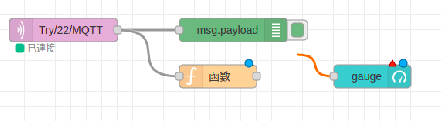 Try/22/MQTT
msg.payload
已连接
函数
gauge